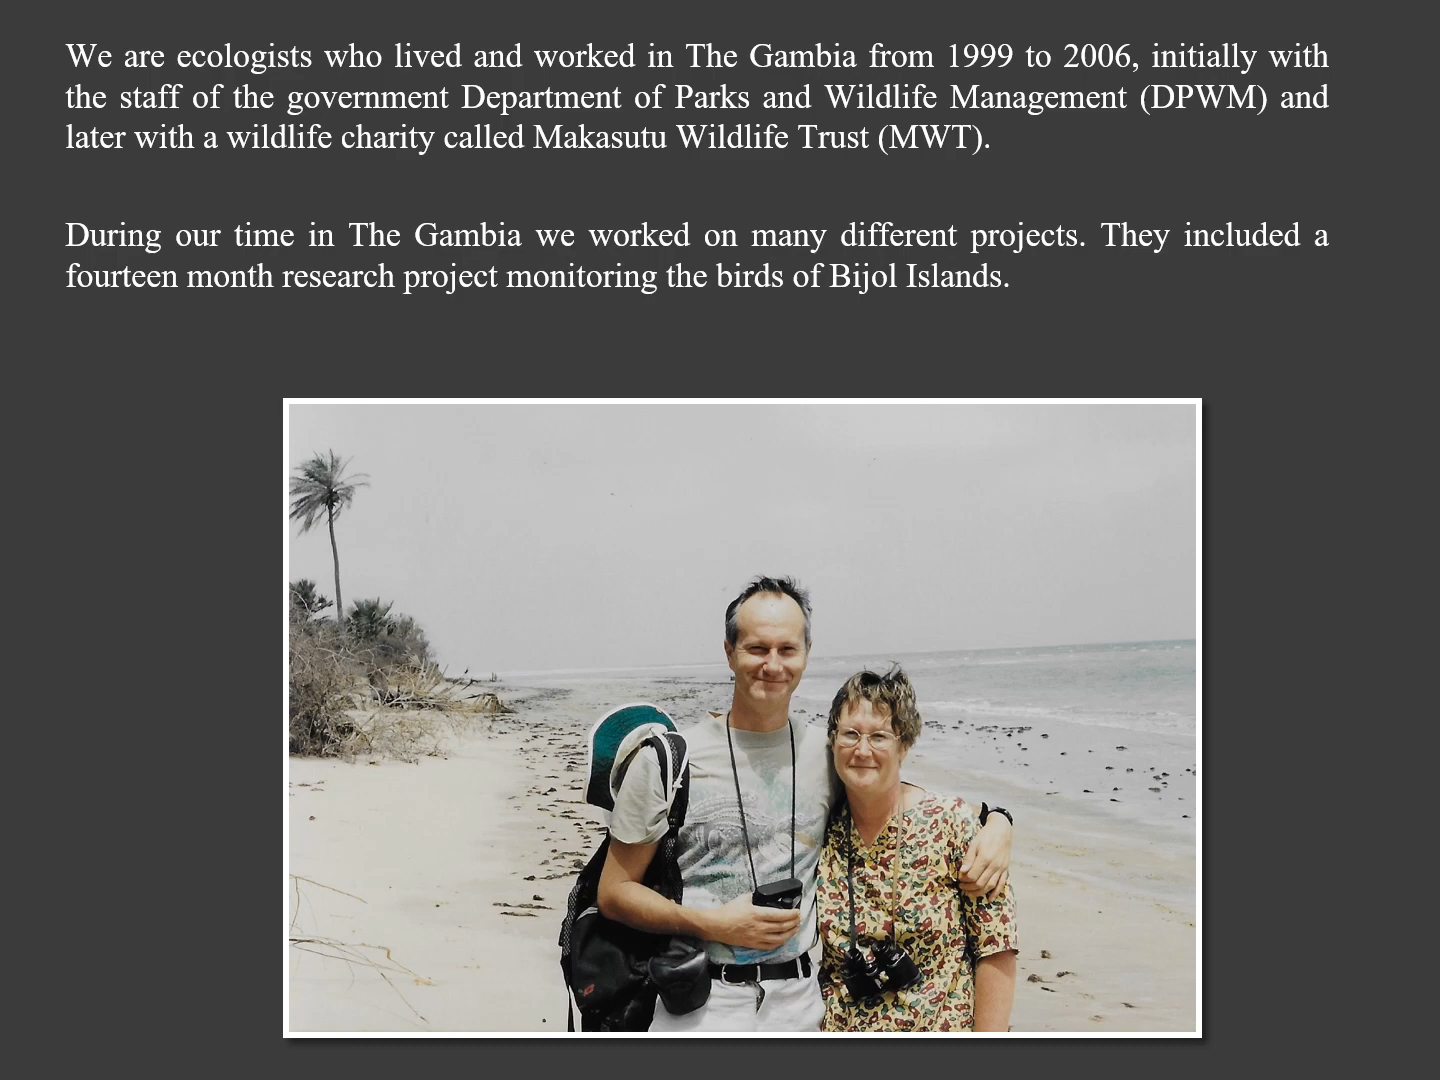 We are ecologists who lived and worked in The Gambia from 1999 to 2006, initially with
the staff of the government Department of Parks and Wildlife Management (DPWM) and
later with a wildlife charity called Makasutu Wildlife Trust (MWT).
During our time in The Gambia we worked on many different projects. They included a
fourteen month research project monitoring the birds of Bijol Islands.